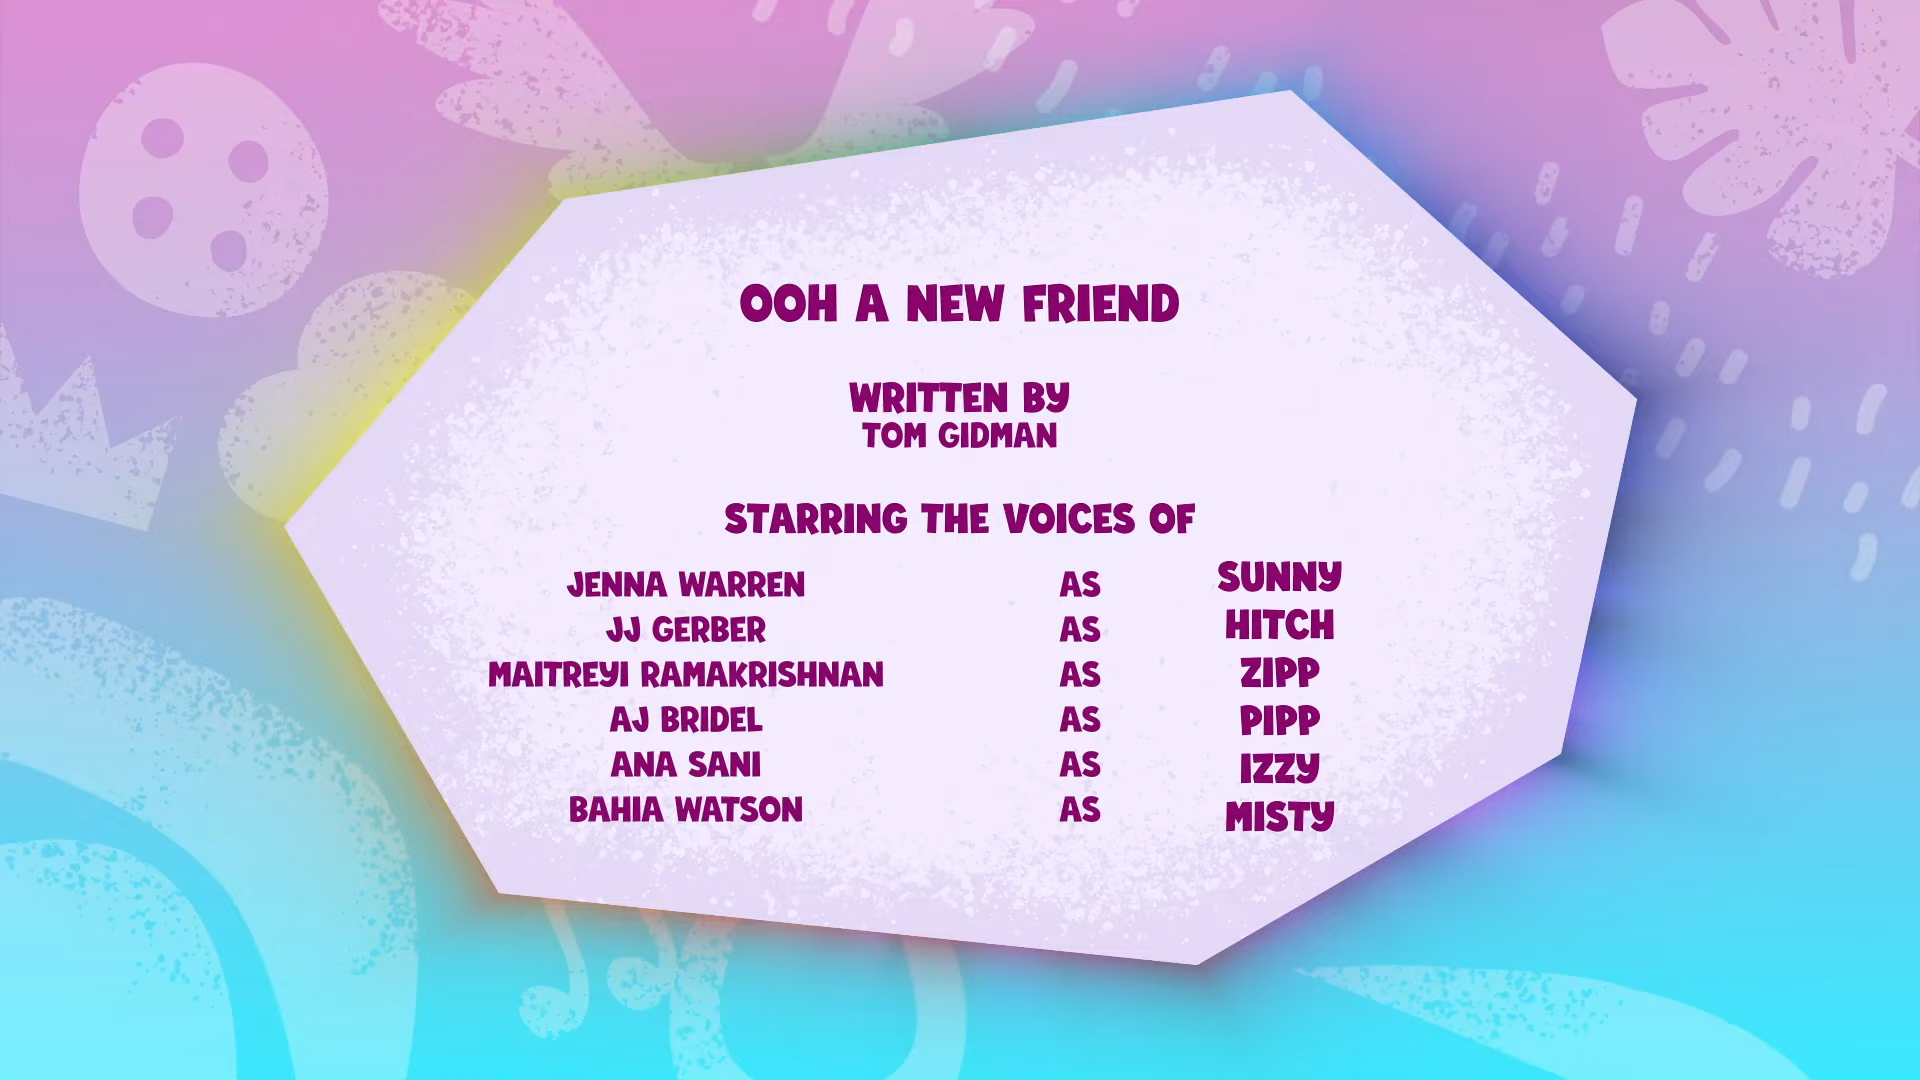 OOH A NEW FRIEND
WRITTEN BY
TOM GIDMAN
STARRING THE VOICES OF
JENNA WARREN AS SUNNY
JJ GERBER AS HITCH
MAITREYI RAMAKRISHNAN AS ZIPP
AJ BRIDEL AS PIPP
ANA SANI AS IZZY
BAHIA WATSON AS MISTY